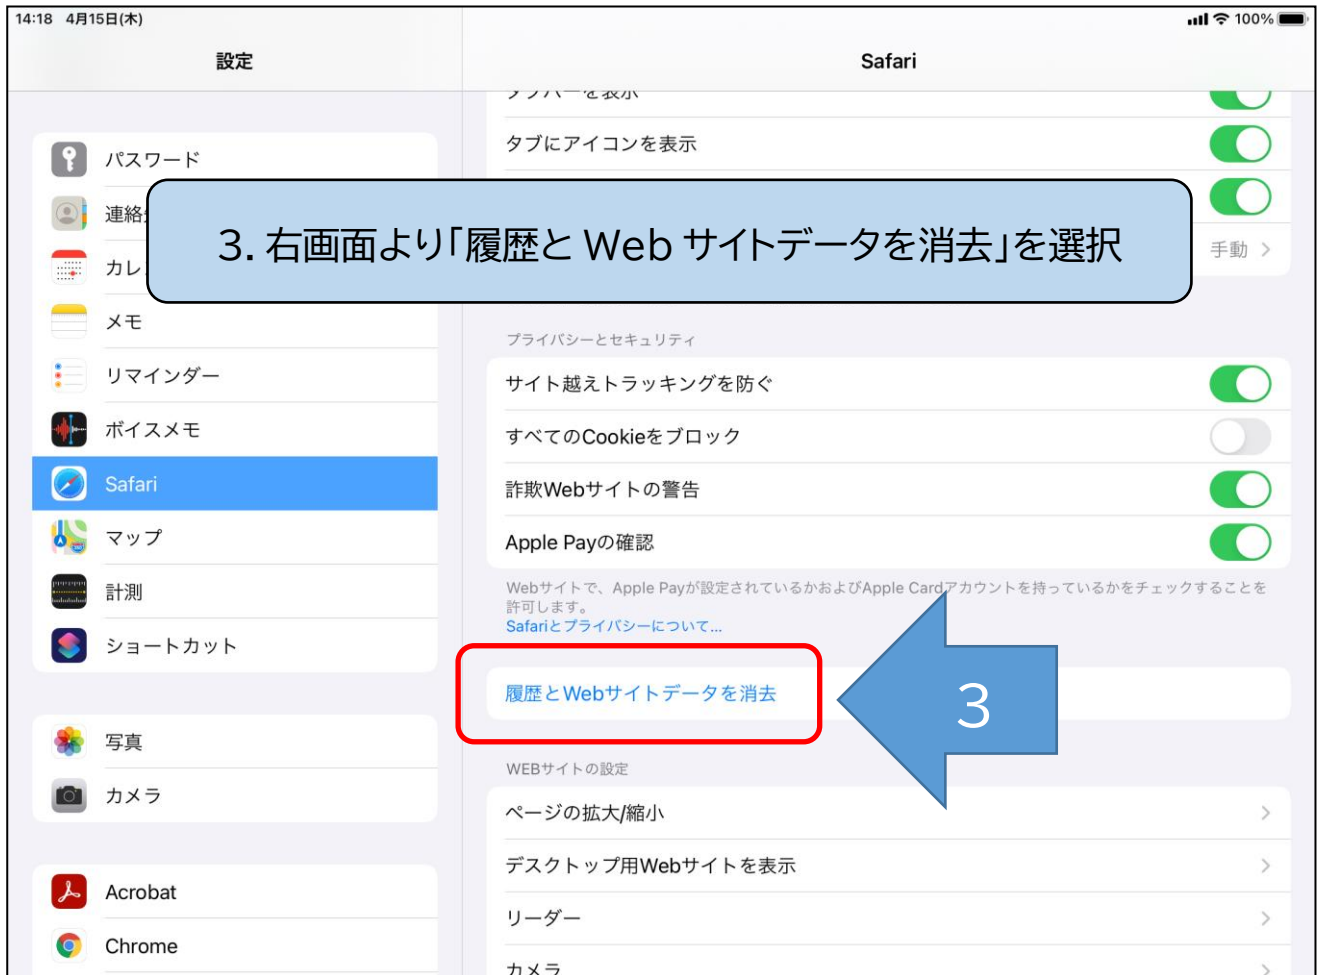 14:18 4月15日(木)
100%
設定
Safari
タブバーを表示
タブにアイコンを表示
パスワード
3. 右画面より「履歴と Web サイトデータを消去」を選択
手動
連絡
カレ
メモ
リマインダー
ボイスメモ
Safari
マップ
計測
ショートカット
写真
カメラ
Acrobat
Chrome
プライバシーとセキュリティ
サイト越えトラッキングを防ぐ
すべてのCookieをブロック
詐欺Webサイトの警告
Apple Payの確認
Webサイトで、Apple Payが設定されているかおよびApple Cardアカウントを持っているかをチェックすることを
許可します。
Safariとプライバシーについて...
履歴とWebサイトデータを消去
3
WEBサイトの設定
ページの拡大/縮小
デスクトップ用Webサイトを表示
リーダー
カメラ